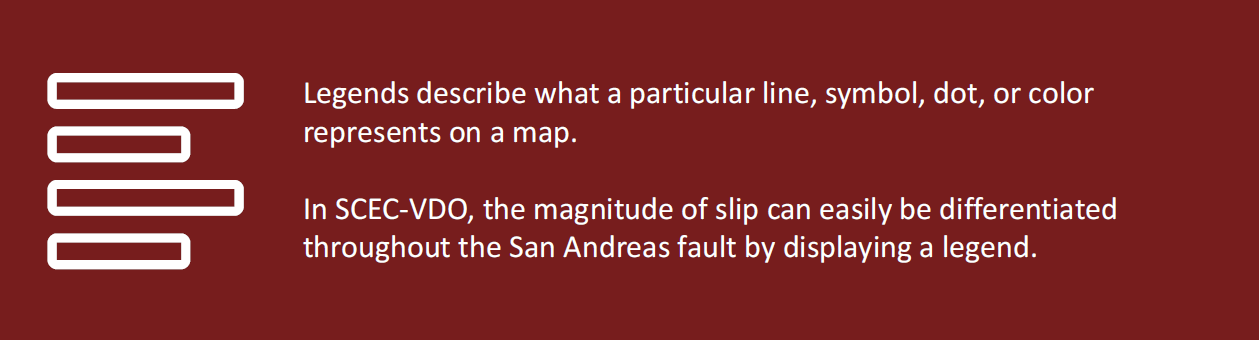 Legends describe what a particular line, symbol, dot, or color
represents on a map.
In SCEC-VDO, the magnitude of slip can easily be differentiated
throughout the San Andreas fault by displaying a legend.